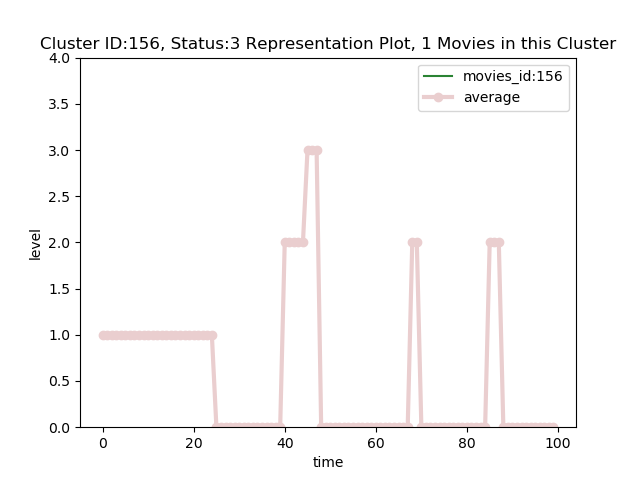 Cluster ID:156, Status:3 Representation Plot, 1 Movies in this Cluster
4.0
3.5
3.0
2.5
2.0
1.5
1.0
0.5
0.0
level
movies_id:156
average
0 20 40 60 80 100
time